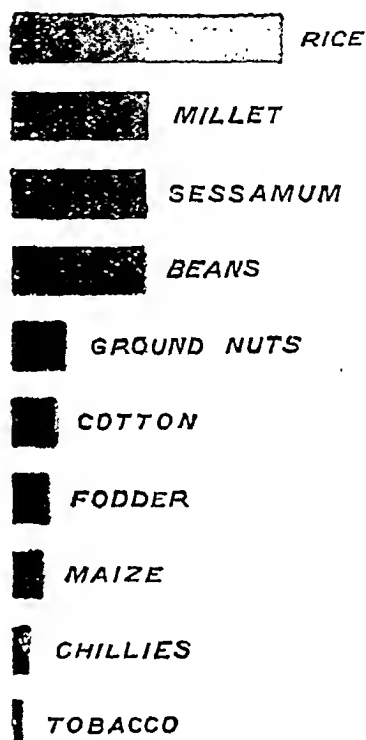 RICE
MILLET
SESSAMUM
BEANS
GROUND NUTS
COTTON
FODDER
MAIZE
CHILLIES
TOBACCO